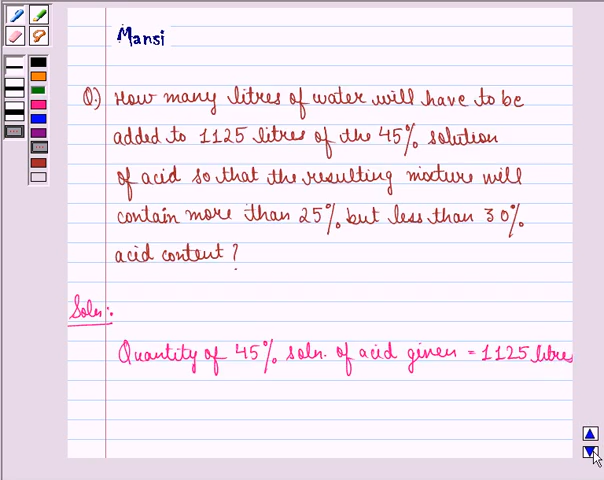 Mansi
Q.) How many litres of water will have to be
added to 1125 litres of the 45% solution
of acid so that the resulting mixture will
contain more than 25% but less than 30%
acid content?
Soln:
Quantity of 45% soln. of acid given = 1125 litres